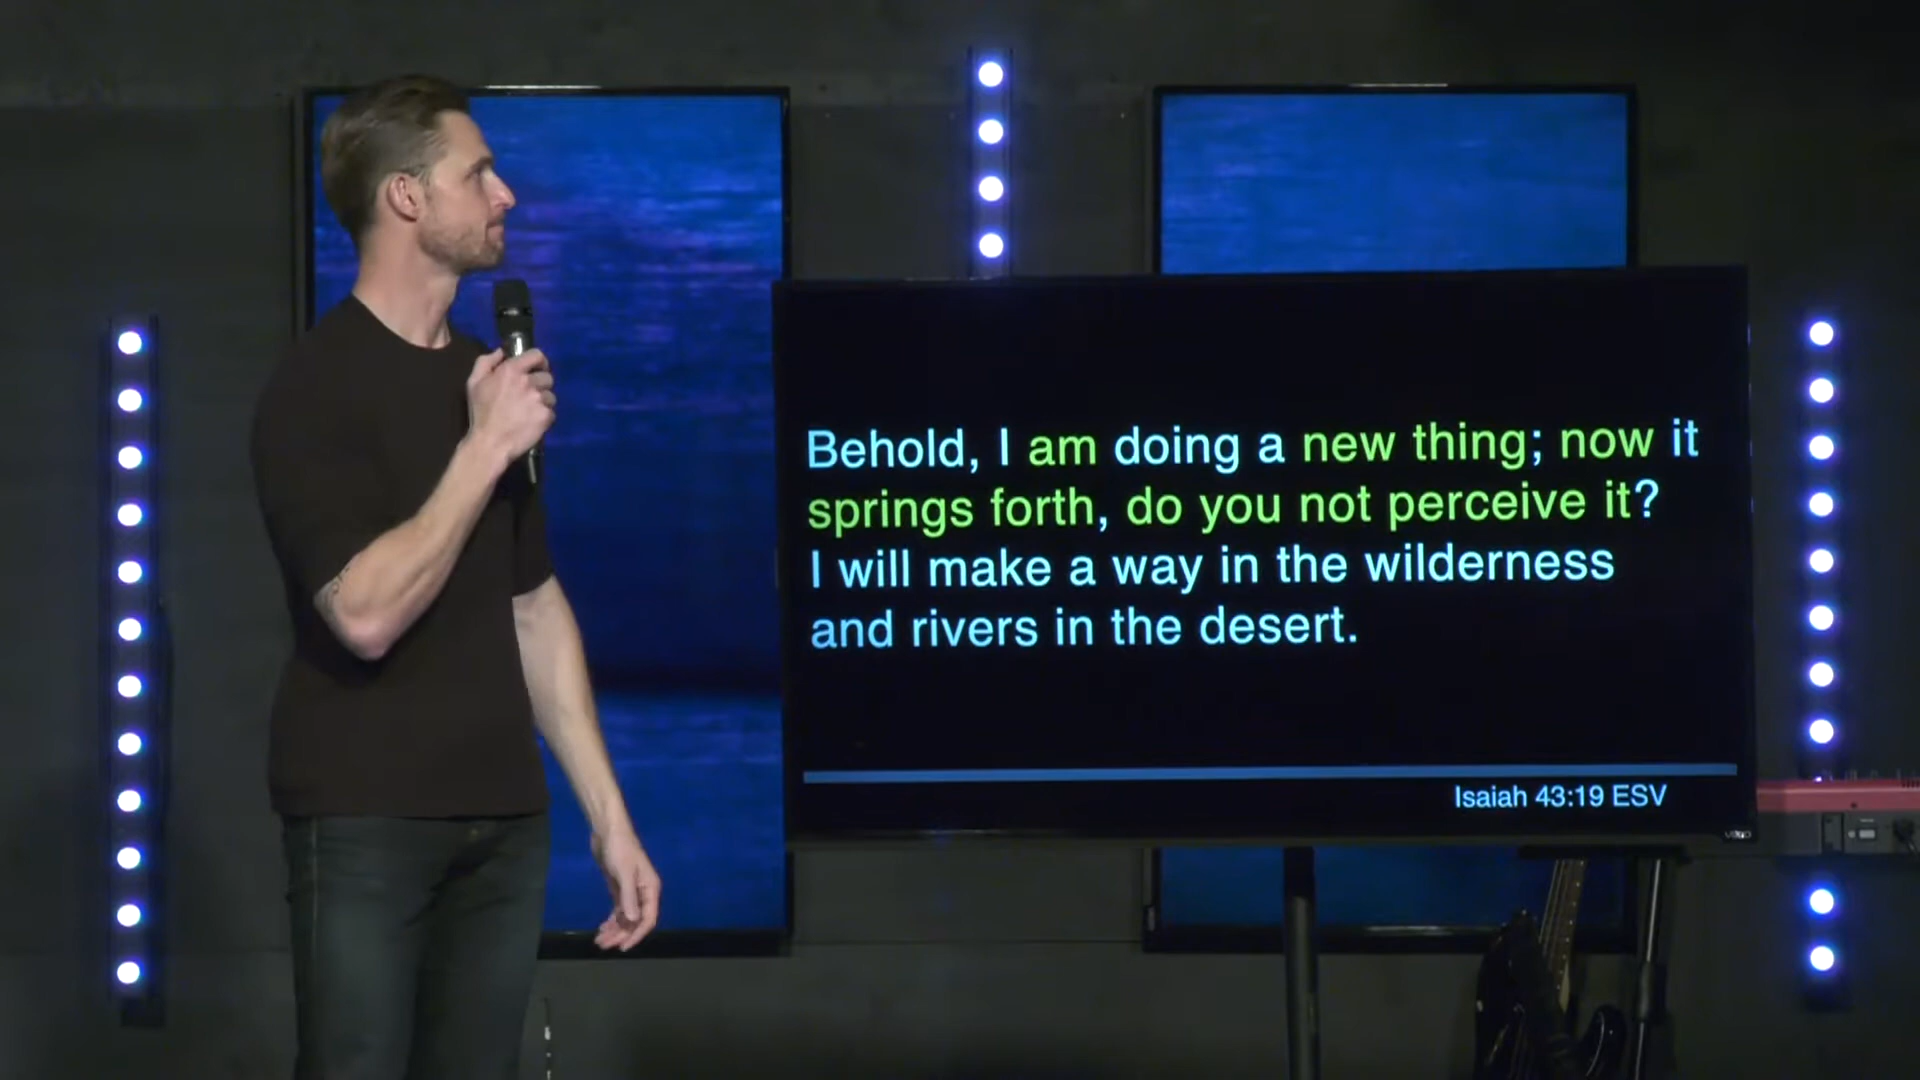 Behold, I am doing a new thing; now it
springs forth, do you not perceive it?
I will make a way in the wilderness
and rivers in the desert.
Isaiah 43:19 ESV
VIZIO